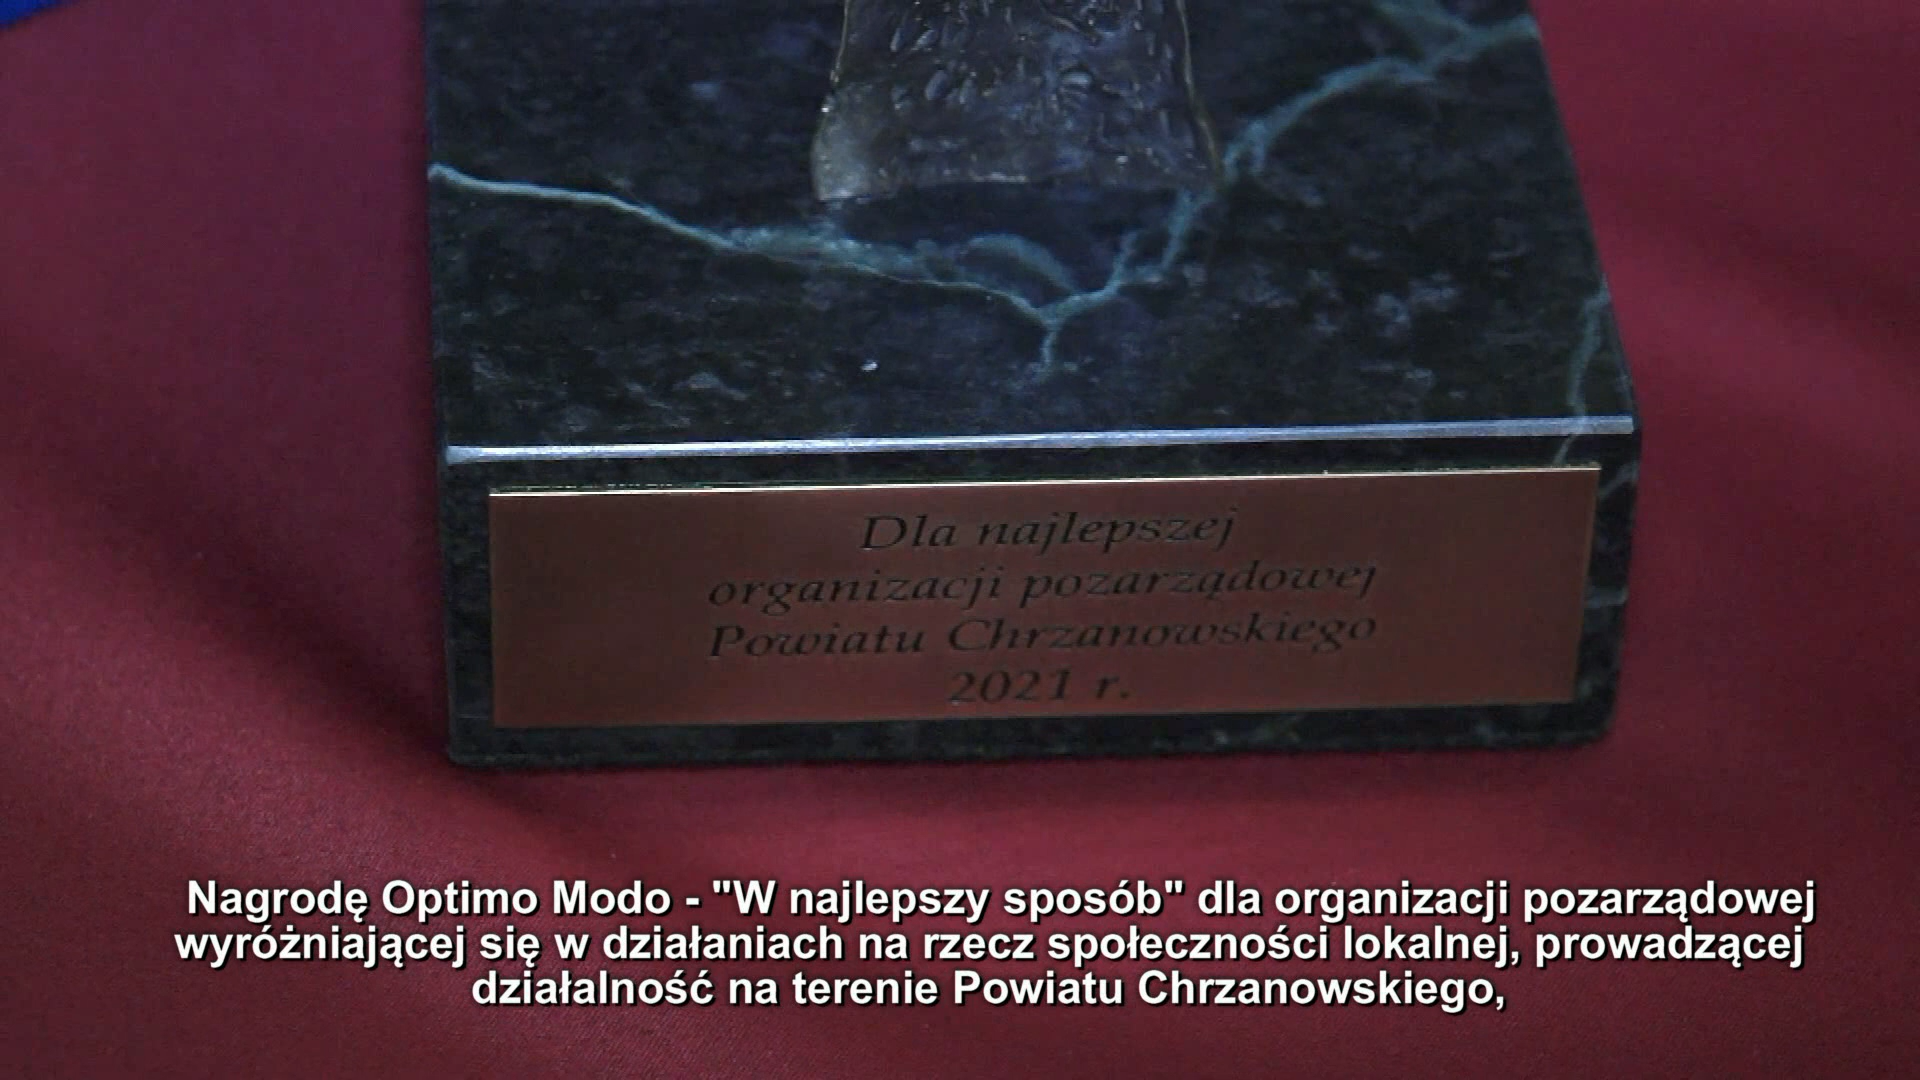 Dla najlepszej
organizacji pozarządowej
Powiatu Chrzanowskiego
2021 r.
Nagrodę Optimo Modo - "W najlepszy sposób" dla organizacji pozarządowej
wyróżniającej się w działaniach na rzecz społeczności lokalnej, prowadzącej
działalność na terenie Powiatu Chrzanowskiego,